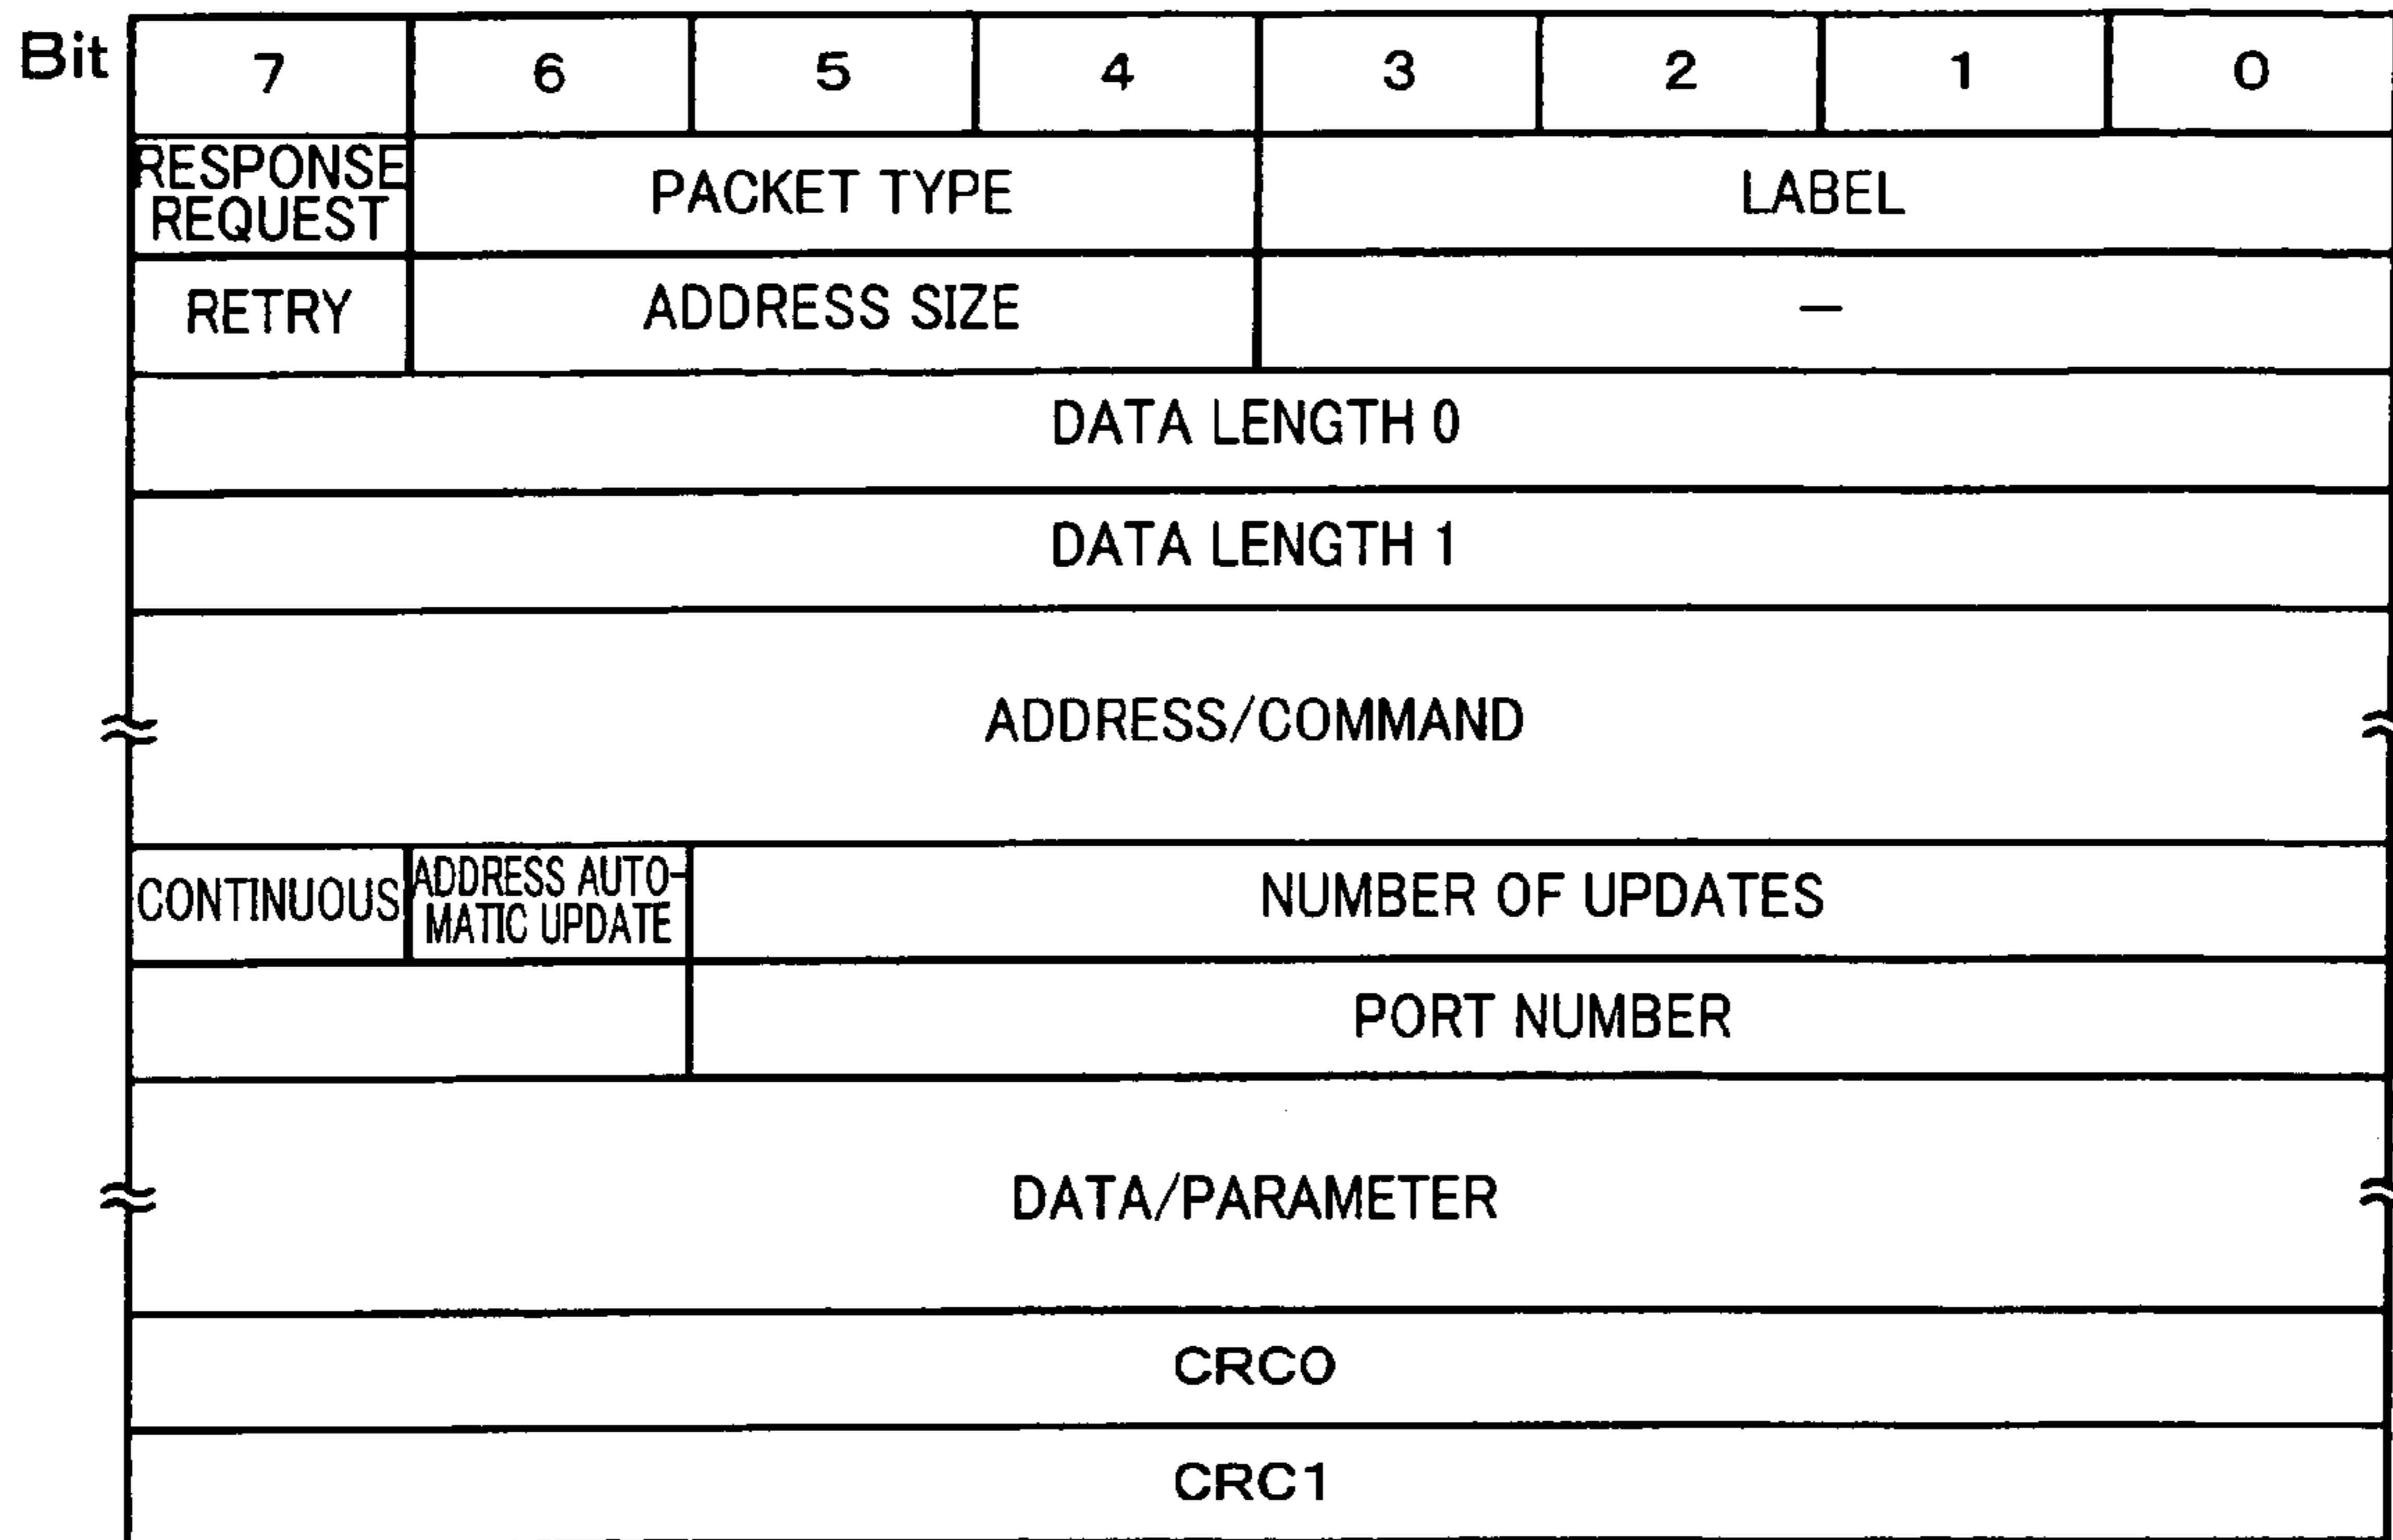 Bit 7 6 5 4 3 2 1 0
RESPONSE
REQUEST
PACKET TYPE
LABEL
RETRY
ADDRESS SIZE
—
DATA LENGTH 0
DATA LENGTH 1
ADDRESS/COMMAND
CONTINUOUS
ADDRESS AUTO-
MATIC UPDATE
NUMBER OF UPDATES
PORT NUMBER
DATA/PARAMETER
CRC0
CRC1